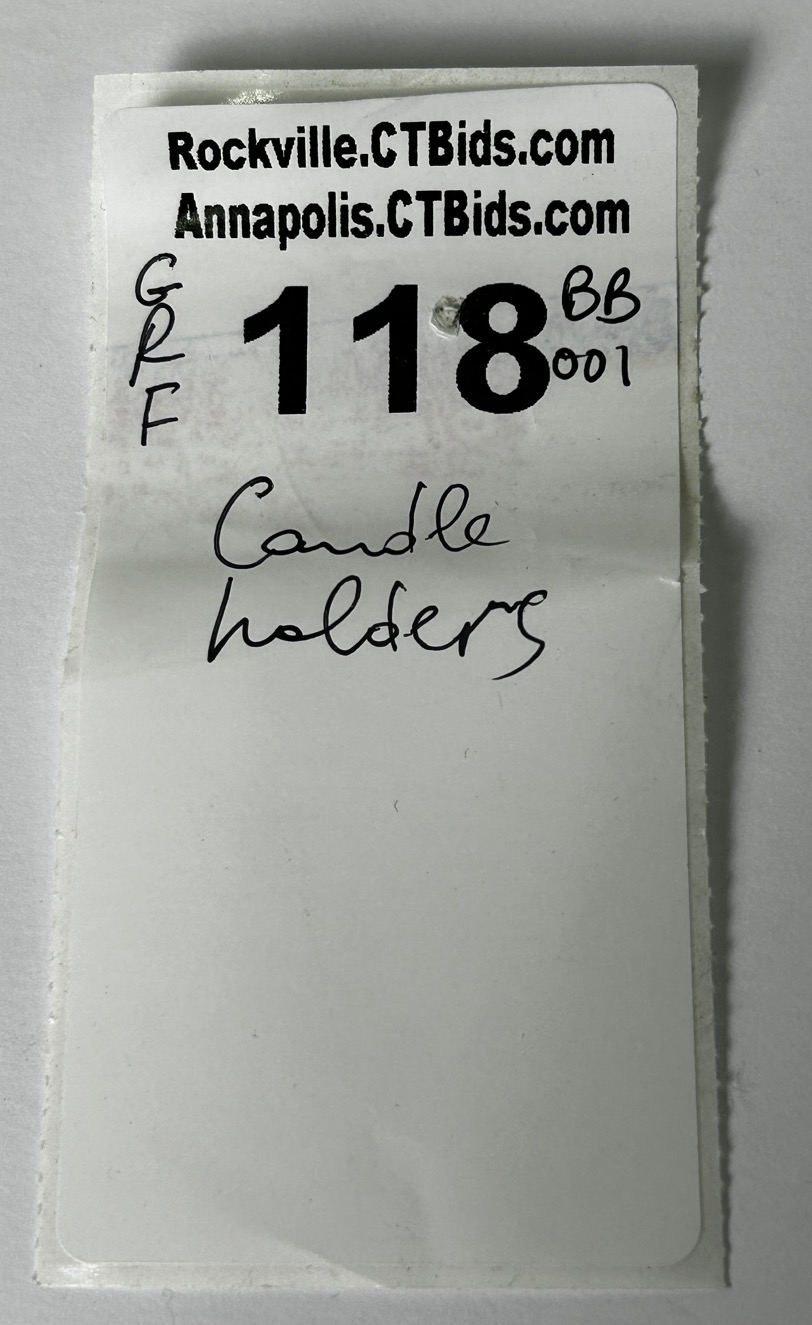 Rockville.CTBids.com
Annapolis.CTBids.com
G
R
F
118
BB
001
Candle
holders